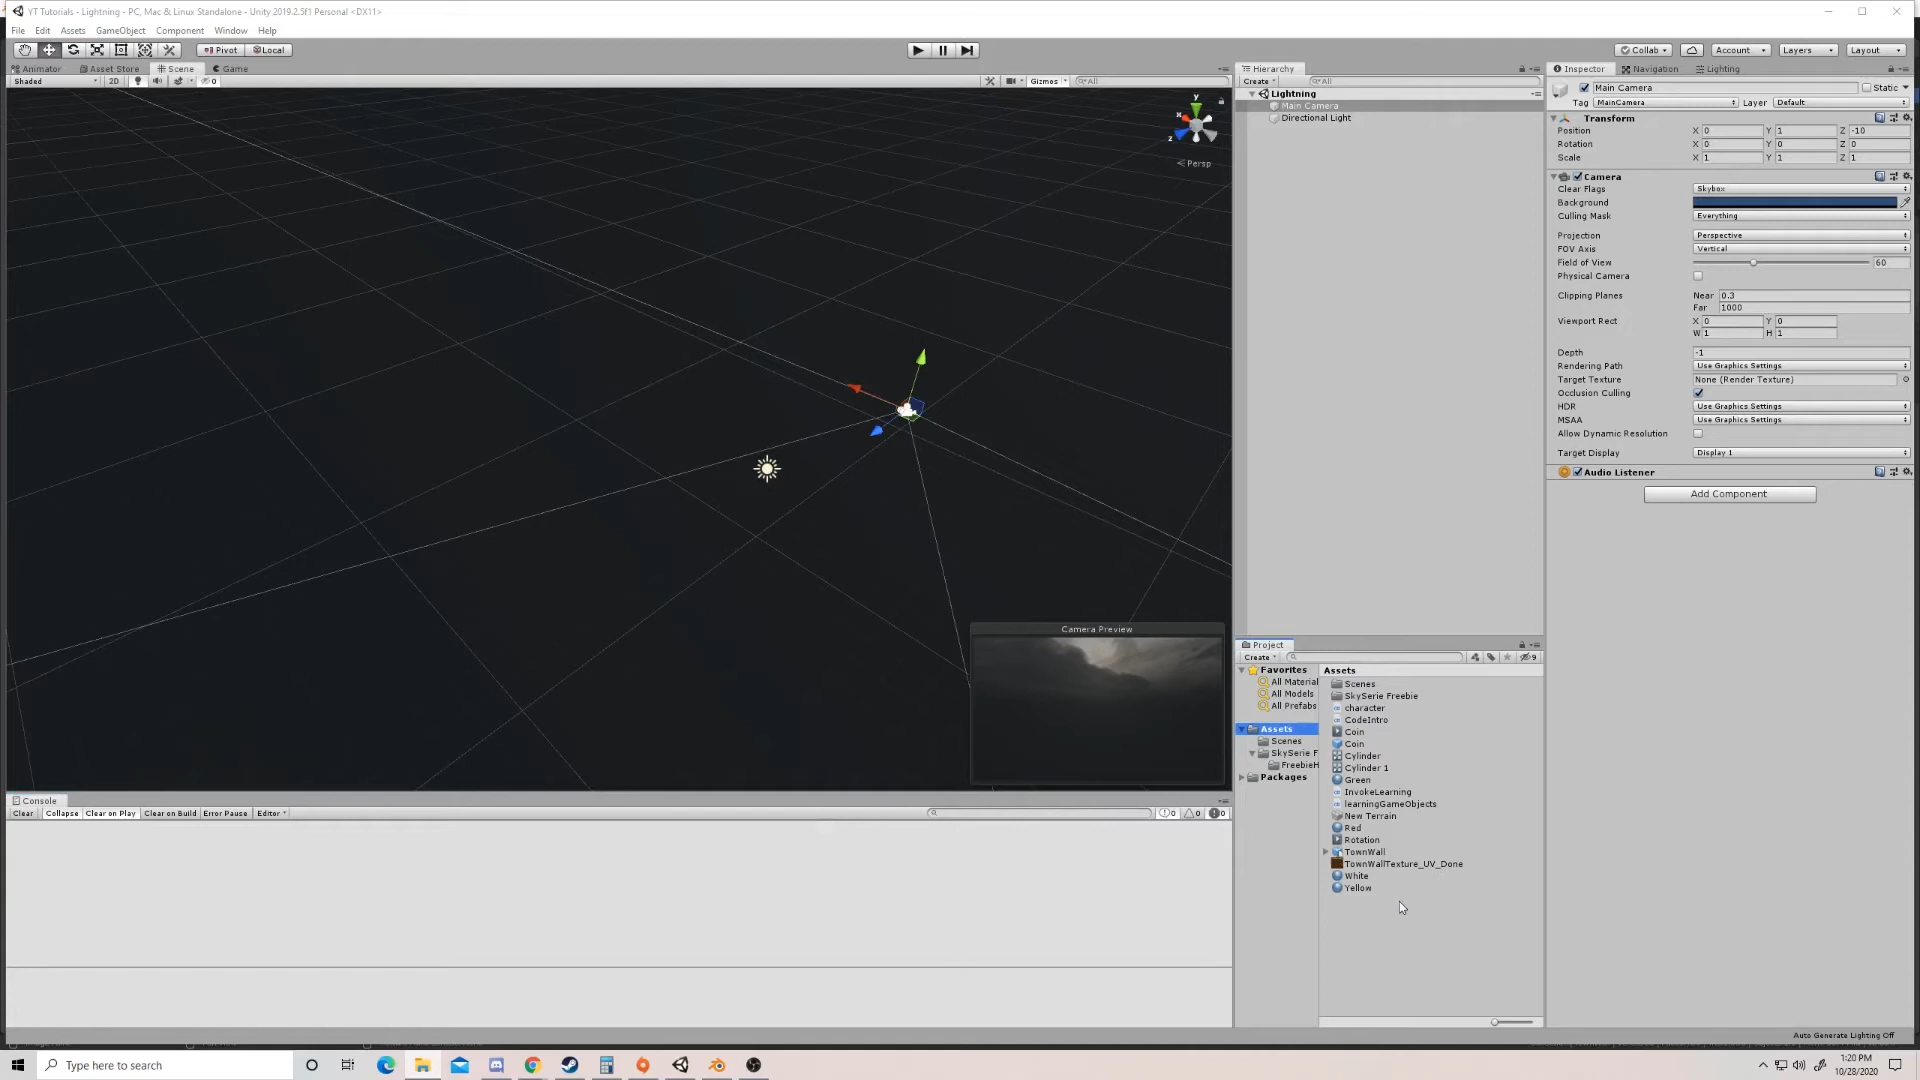 YT Tutorials - Lightning - PC, Mac & Linux Standalone - Unity 2019.2.5f1 Personal <DX11>
File Edit Assets GameObject Component Window Help
Pivot Local
Collab Account Layers Layout
Animator Asset Store Scene Game
Shaded 2D 0 Gizmos All
y
x
z
Persp
Camera Preview
Console
Clear Collapse Clear on Play Clear on Build Error Pause Editor
0 0 0
Hierarchy
Create All
Lightning
Main Camera
Directional Light
Project
Create 9
Favorites
All Material
All Models
All Prefabs
Assets
Scenes
SkySerie F
FreebieH
Packages
Assets
Scenes
SkySerie Freebie
character
CodeIntro
Coin
Coin
Cylinder
Cylinder 1
Green
InvokeLearning
learningGameObjects
New Terrain
Red
Rotation
TownWall
TownWallTexture_UV_Done
White
Yellow
Inspector Navigation Lighting
Main Camera Static
Tag MainCamera Layer Default
Transform
Position X 0 Y 1 Z -10
Rotation X 0 Y 0 Z 0
Scale X 1 Y 1 Z 1
Camera
Clear Flags Skybox
Background
Culling Mask Everything
Projection Perspective
FOV Axis Vertical
Field of View 60
Physical Camera
Clipping Planes Near 0.3
Far 1000
Viewport Rect X 0 Y 0
W 1 H 1
Depth -1
Rendering Path Use Graphics Settings
Target Texture None (Render Texture)
Occlusion Culling
HDR Use Graphics Settings
MSAA Use Graphics Settings
Allow Dynamic Resolution
Target Display Display 1
Audio Listener
Add Component
Auto Generate Lighting Off
Type here to search
1:20 PM
10/28/2020